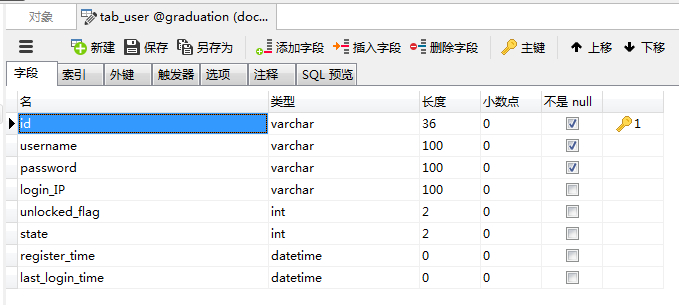 对象 tab_user @graduation (doc...
新建 保存 另存为 添加字段 插入字段 删除字段 主键 上移 下移
字段 索引 外键 触发器 选项 注释 SQL 预览
名 类型 长度 小数点 不是 null
id varchar 36 0 1
username varchar 100 0
password varchar 100 0
login_IP varchar 100 0
unlocked_flag int 2 0
state int 2 0
register_time datetime 0 0
last_login_time datetime 0 0